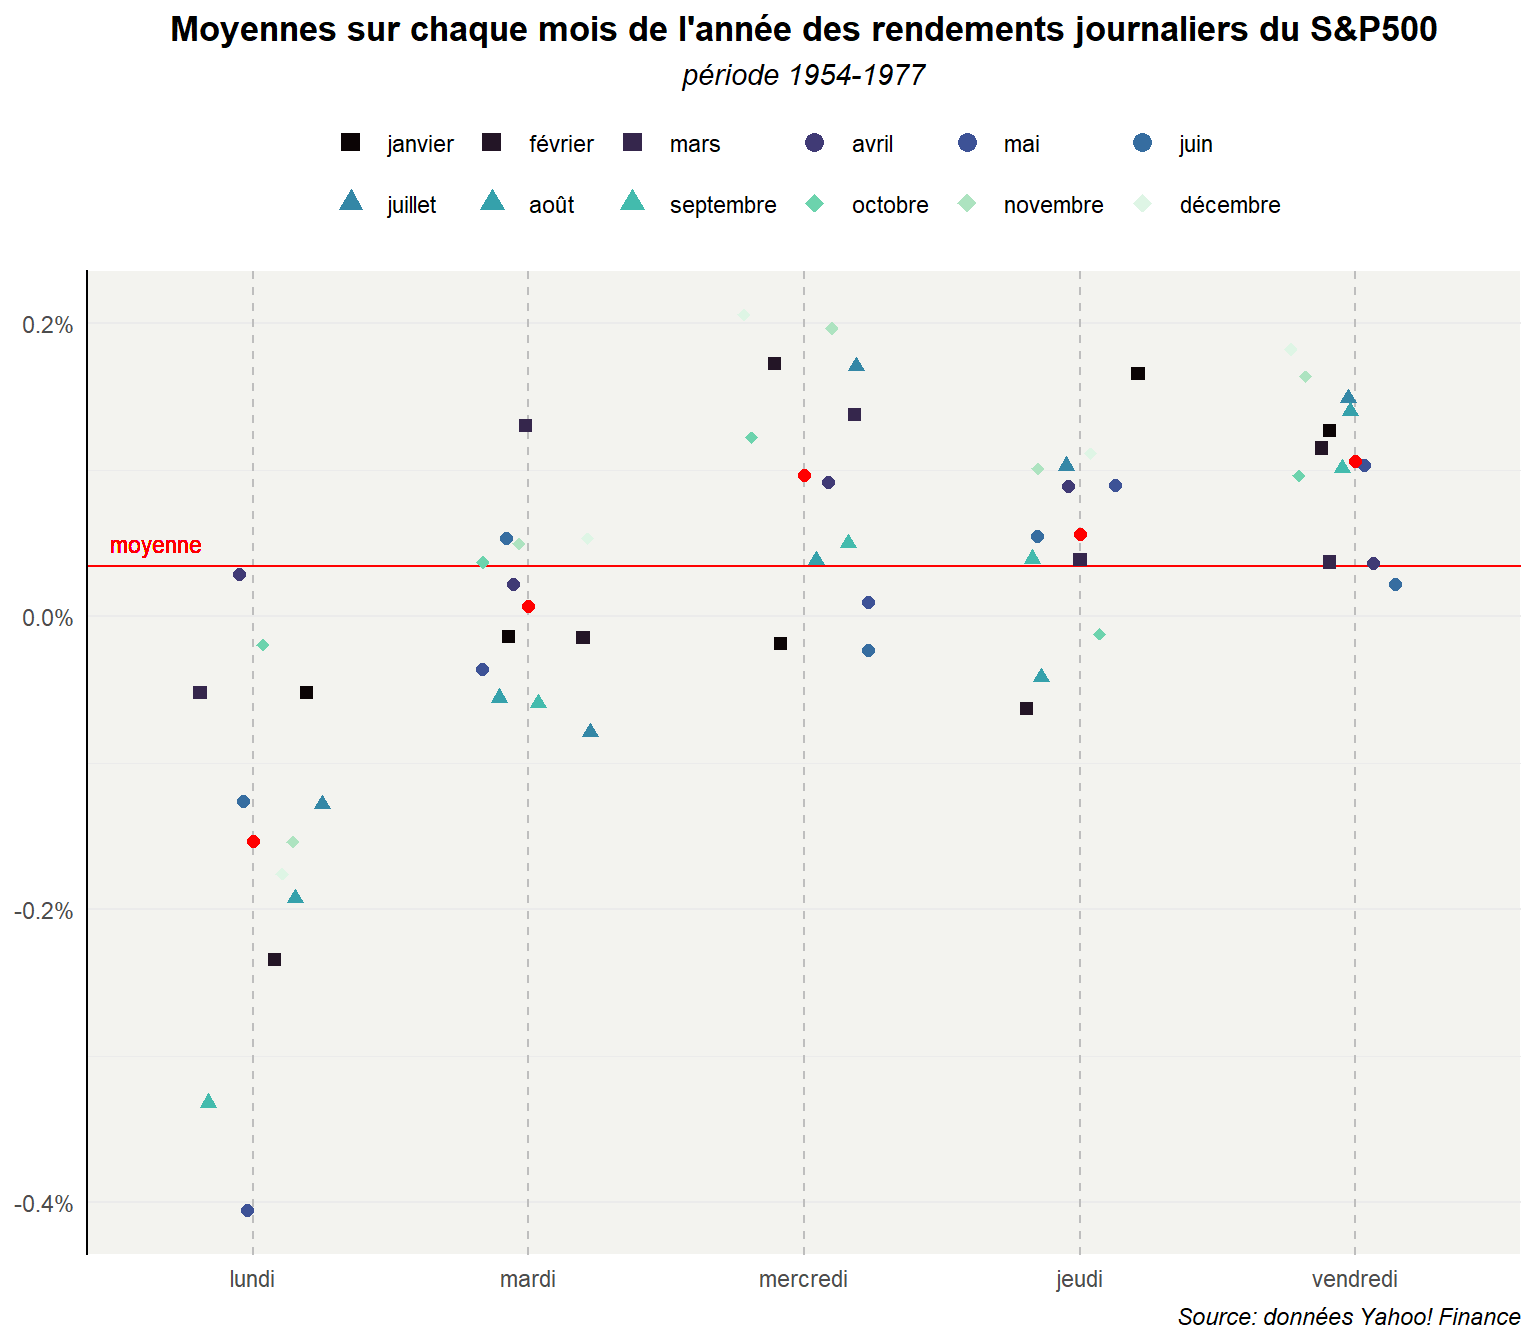 Moyennes sur chaque mois de l'année des rendements journaliers du S&P500
période 1954-1977
janvier février mars avril mai juin
juillet août septembre octobre novembre décembre
0.2%
moyenne
0.0%
-0.2%
-0.4%
lundi mardi mercredi jeudi vendredi
Source: données Yahoo! Finance